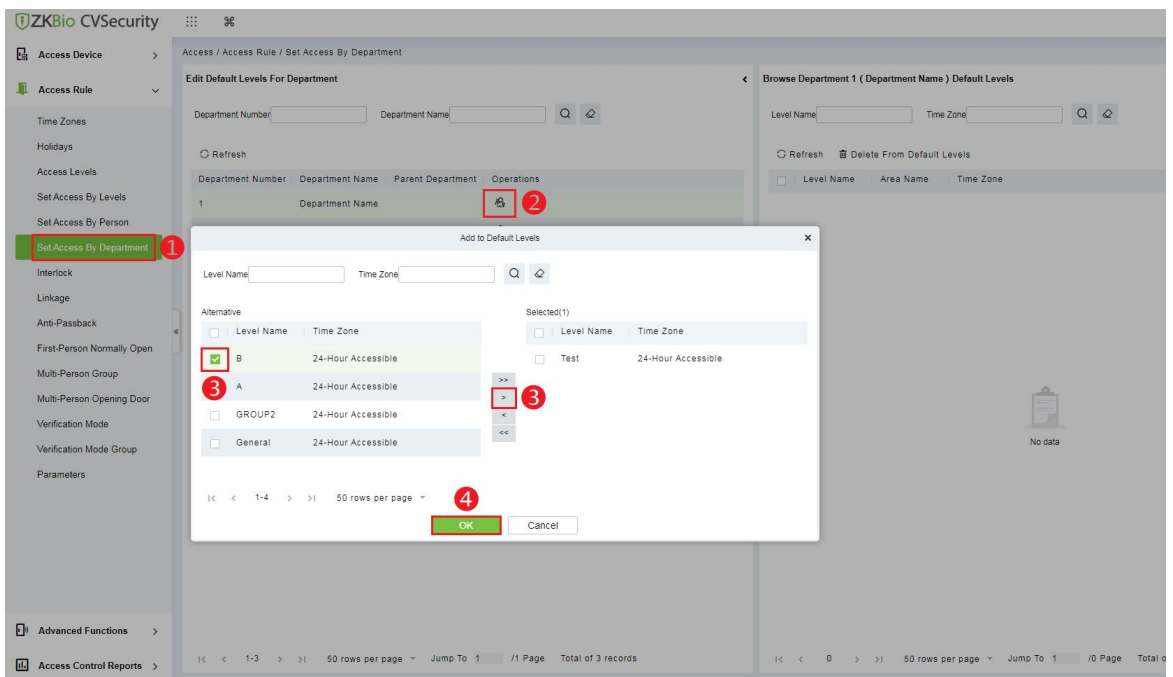 ZKBio CVSecurity
Access Device
Access Rule
Time Zones
Holidays
Access Levels
Set Access By Levels
Set Access By Person
Set Access By Department
1
Interlock
Linkage
Anti-Passback
First-Person Normally Open
Multi-Person Group
Multi-Person Opening Door
Verification Mode
Verification Mode Group
Parameters
Advanced Functions
Access Control Reports
Access / Access Rule / Set Access By Department
Edit Default Levels For Department
Department Number Department Name
Refresh
Department Number Department Name Parent Department Operations
1 Department Name 2
Browse Department 1 ( Department Name ) Default Levels
Level Name Time Zone
Refresh Delete From Default Levels
Level Name Area Name Time Zone
No data
Add to Default Levels
Level Name Time Zone
Alternative
Level Name Time Zone
B 24-Hour Accessible
3 A 24-Hour Accessible
GROUP2 24-Hour Accessible
General 24-Hour Accessible
>>
> 3
<
<<
Selected(1)
Level Name Time Zone
Test 24-Hour Accessible
|< < 1-4 > >| 50 rows per page
4
OK Cancel
|< < 1-3 > >| 50 rows per page Jump To 1 /1 Page Total of 3 records
|< < 0 > >| 50 rows per page Jump To 1 /0 Page Total